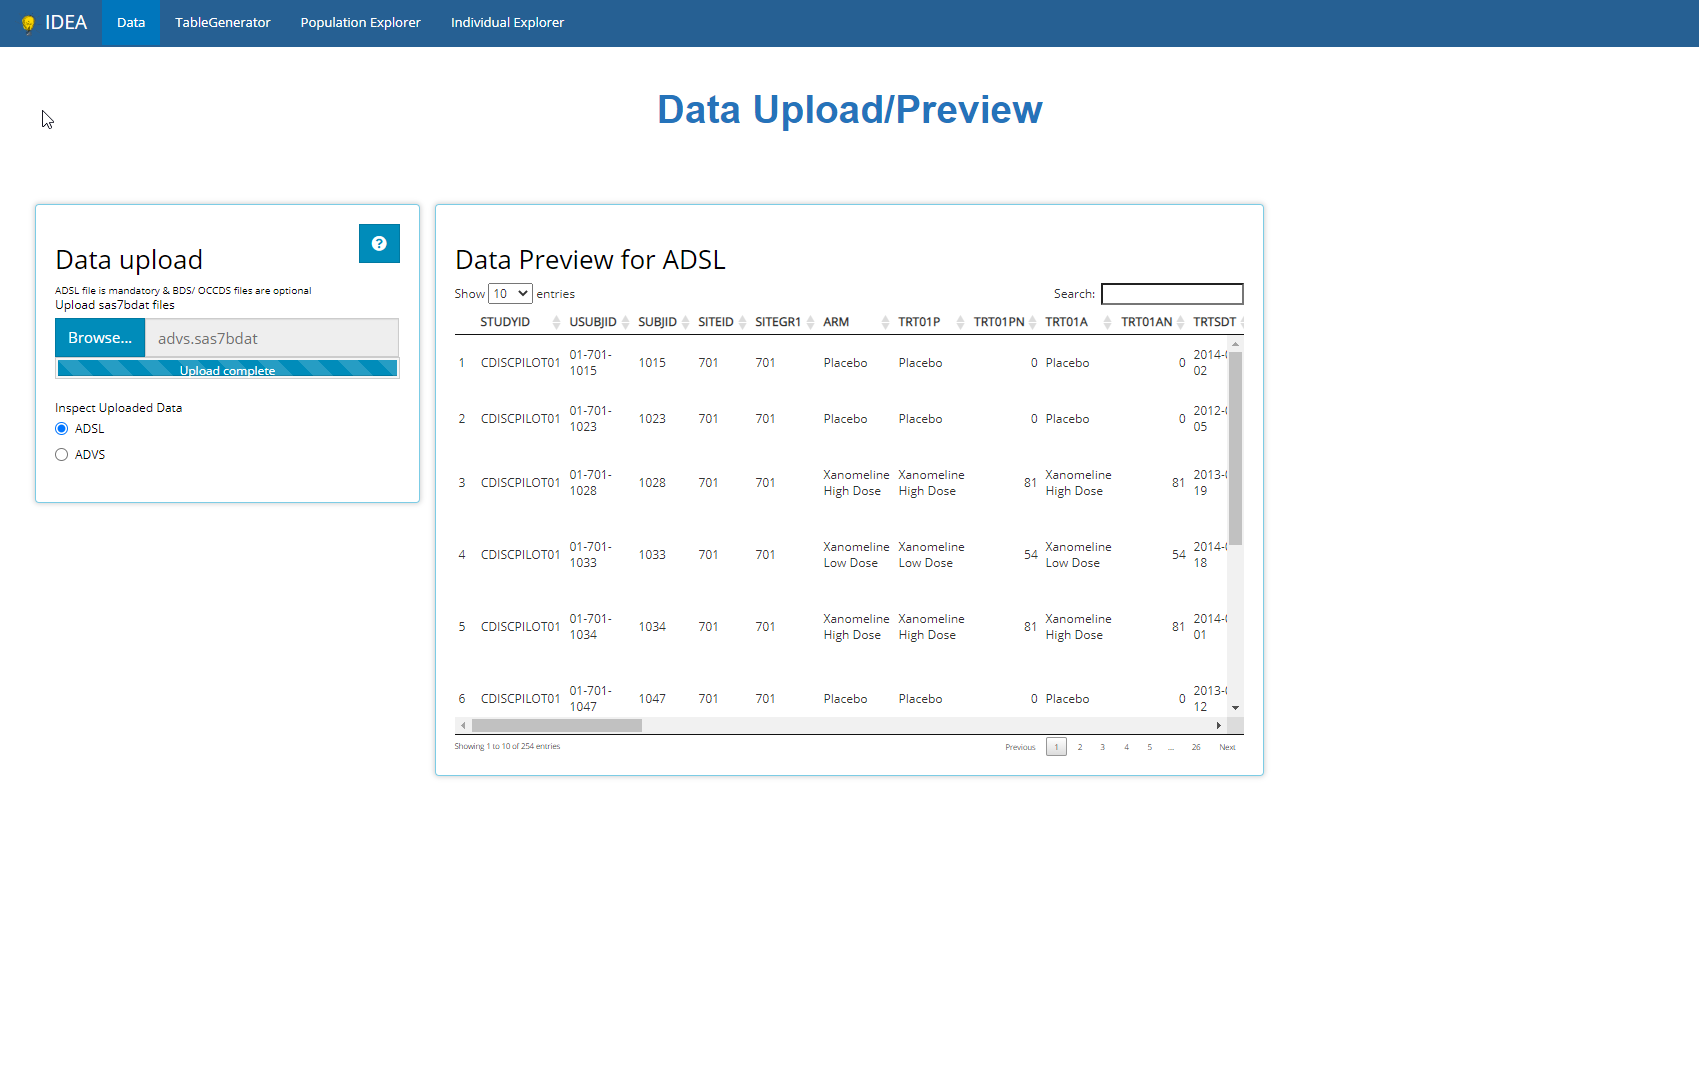 IDEA Data TableGenerator Population Explorer Individual Explorer
Data Upload/Preview
Data upload
ADSL file is mandatory & BDS/ OCCDS files are optional
Upload sas7bdat files
Browse... advs.sas7bdat
Upload complete
Inspect Uploaded Data
ADSL
ADVS
Data Preview for ADSL
Show 10 entries Search:
STUDYID USUBJID SUBJID SITEID SITEGR1 ARM TRT01P TRT01PN TRT01A TRT01AN TRTSDT
1 CDISCPILOT01 01-701-1015 1015 701 701 Placebo Placebo 0 Placebo 0 2014-02
2 CDISCPILOT01 01-701-1023 1023 701 701 Placebo Placebo 0 Placebo 0 2012-05
3 CDISCPILOT01 01-701-1028 1028 701 701 Xanomeline High Dose Xanomeline High Dose 81 Xanomeline High Dose 81 2013-19
4 CDISCPILOT01 01-701-1033 1033 701 701 Xanomeline Low Dose Xanomeline Low Dose 54 Xanomeline Low Dose 54 2014-18
5 CDISCPILOT01 01-701-1034 1034 701 701 Xanomeline High Dose Xanomeline High Dose 81 Xanomeline High Dose 81 2014-01
6 CDISCPILOT01 01-701-1047 1047 701 701 Placebo Placebo 0 Placebo 0 2013-12
Showing 1 to 10 of 254 entries Previous 1 2 3 4 5 ... 26 Next